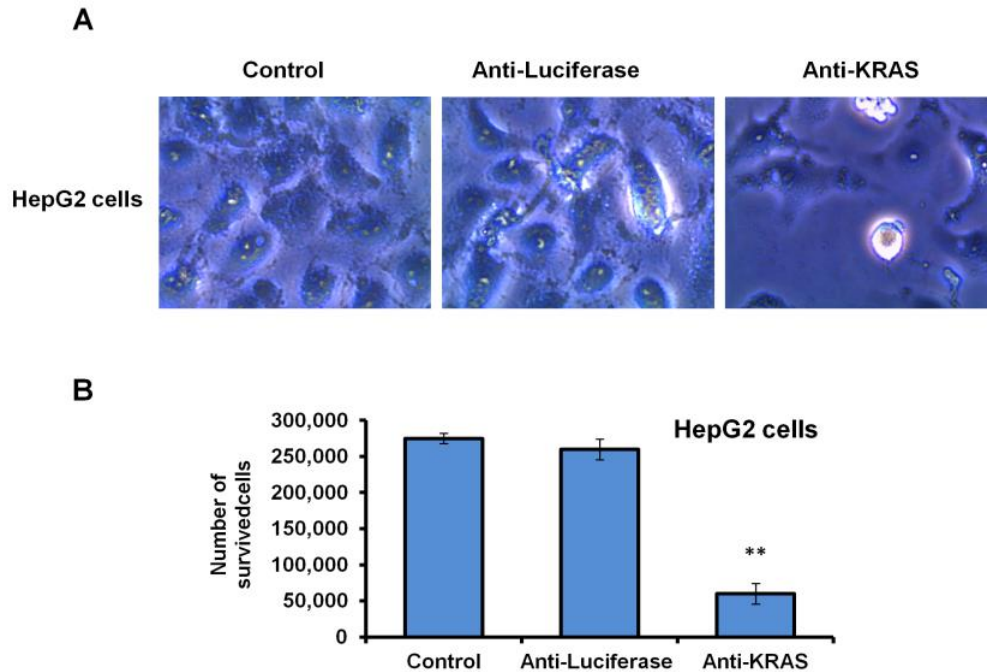 A
Control Anti-Luciferase Anti-KRAS
HepG2 cells
B
HepG2 cells
Number of
survivedcells
300,000
250,000
200,000
150,000
100,000
50,000
0
**
Control Anti-Luciferase Anti-KRAS